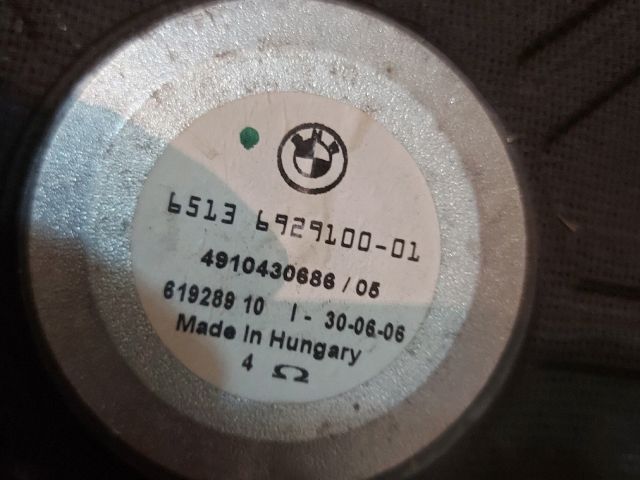 6513 6929100-01
4910430686 / 05
619289 10 I - 30-06-06
Made in Hungary
4 Ω